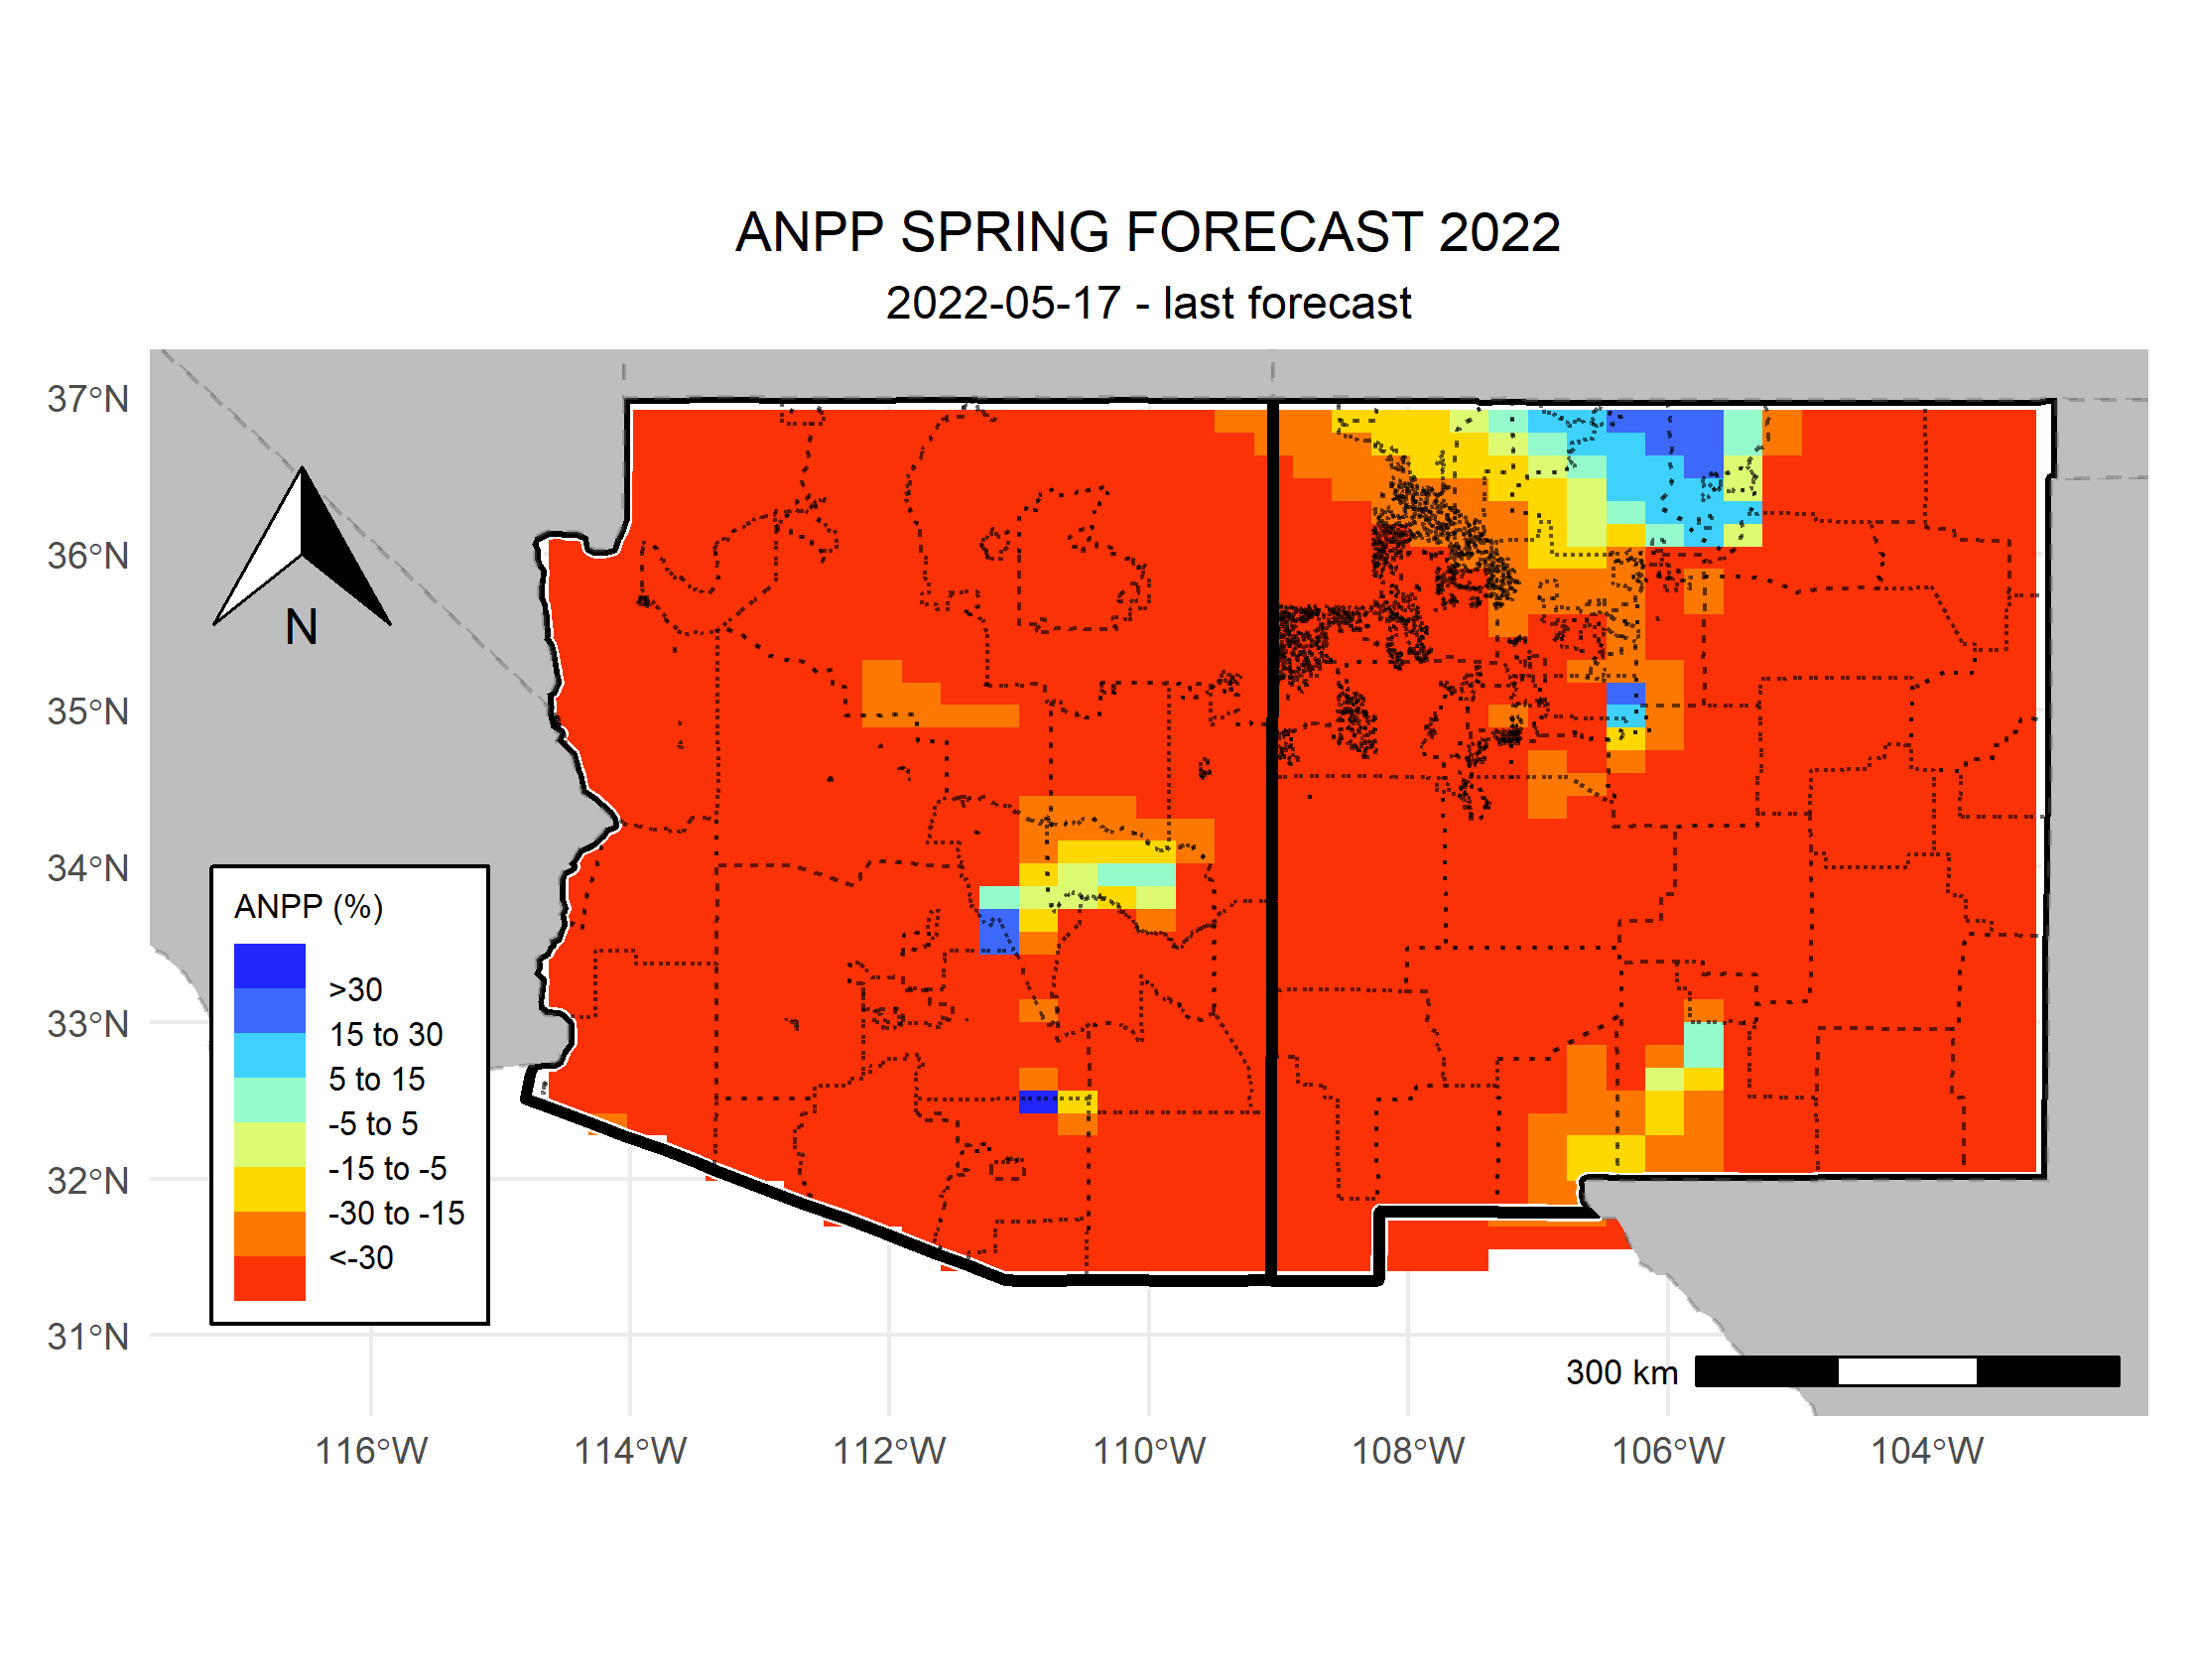 ANPP SPRING FORECAST 2022
2022-05-17 - last forecast
37°N
36°N
35°N
34°N
33°N
32°N
31°N
N
ANPP (%)
>30
15 to 30
5 to 15
-5 to 5
-15 to -5
-30 to -15
<-30
300 km
116°W
114°W
112°W
110°W
108°W
106°W
104°W